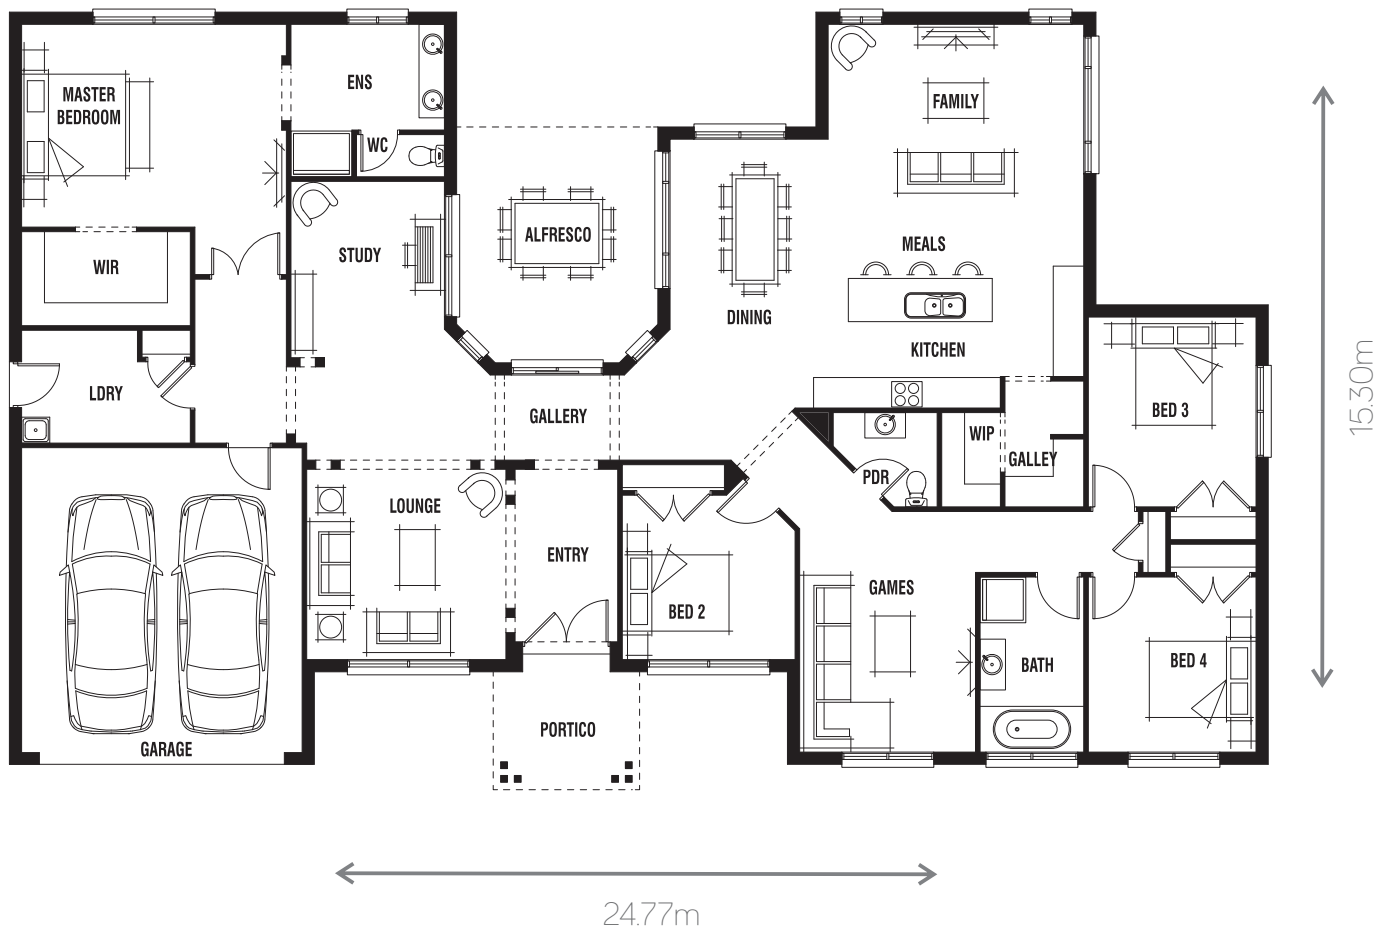 MASTER
BEDROOM
ENS
WC
FAMILY
ALFRESCO
STUDY
MEALS
WIR
DINING
KITCHEN
LDRY
GALLERY
BED 3
WIP
GALLEY
PDR
LOUNGE
ENTRY
BED 2
GAMES
BATH
BED 4
PORTICO
GARAGE
15.30m
24.77m